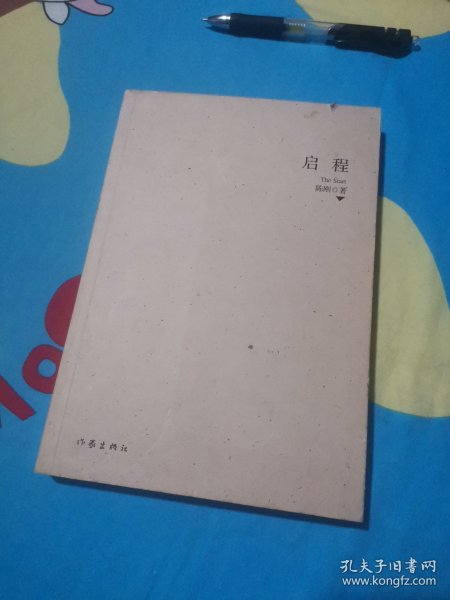 启程
The Start
陈刚◎著
作家出版社
孔夫子旧书网
www.kongfz.com